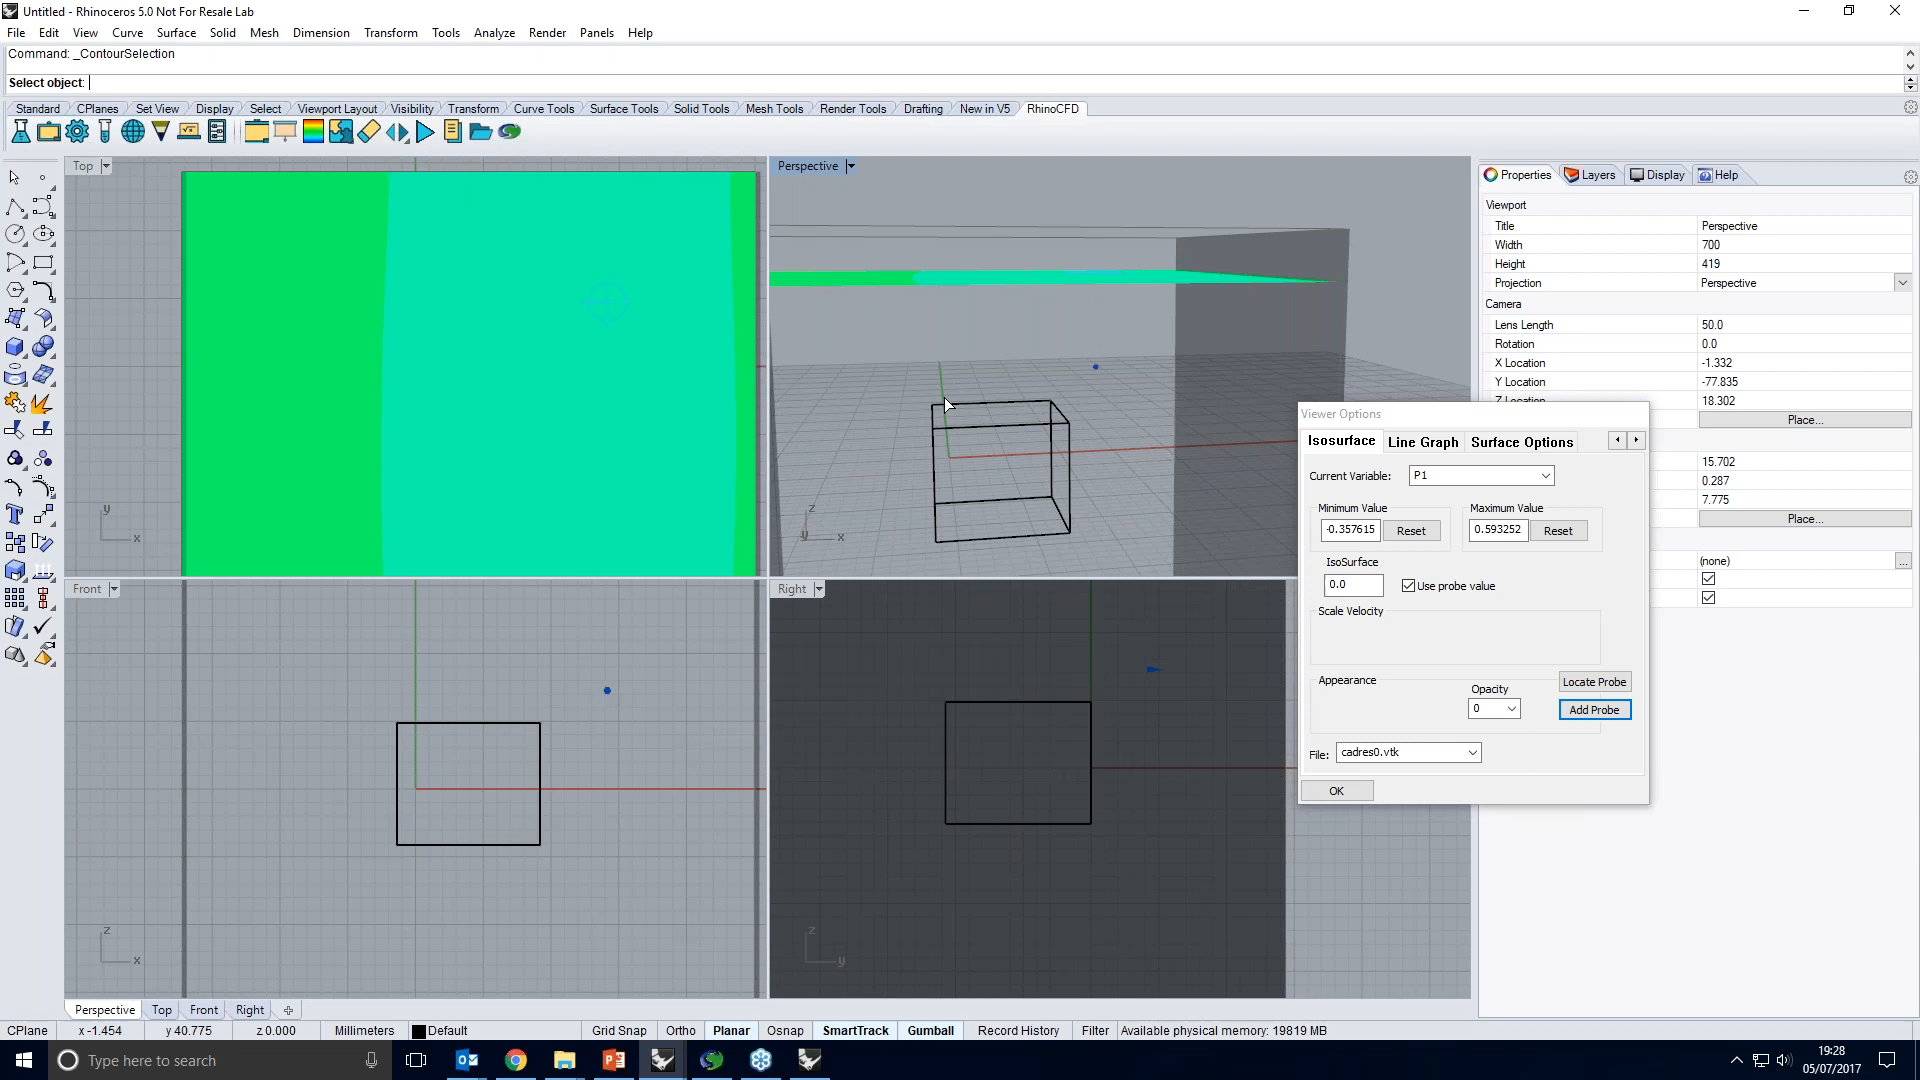 Untitled - Rhinoceros 5.0 Not For Resale Lab
File Edit View Curve Surface Solid Mesh Dimension Transform Tools Analyze Render Panels Help
Command: _ContourSelection
Select object:
Standard CPlanes Set View Display Select Viewport Layout Visibility Transform Curve Tools Surface Tools Solid Tools Mesh Tools Render Tools Drafting New in V5 RhinoCFD
Top
Perspective
Properties Layers Display Help
Viewport
Title Perspective
Width 700
Height 419
Projection Perspective
Camera
Lens Length 50.0
Rotation 0.0
X Location -1.332
Y Location -77.835
Z Location 18.302
Place...
15.702
0.287
7.775
Place...
(none)
...
Viewer Options
Isosurface Line Graph Surface Options
Current Variable: P1
Minimum Value Maximum Value
-0.357615 Reset 0.593252 Reset
IsoSurface
0.0 Use probe value
Scale Velocity
Appearance
Opacity
0
Locate Probe
Add Probe
File: cadres0.vtk
OK
y
x
z
y
x
Front
Right
z
x
z
y
Perspective Top Front Right
CPlane x -1.454 y 40.775 z 0.000 Millimeters Default Grid Snap Ortho Planar Osnap SmartTrack Gumball Record History Filter Available physical memory: 19819 MB
Type here to search
19:28
05/07/2017